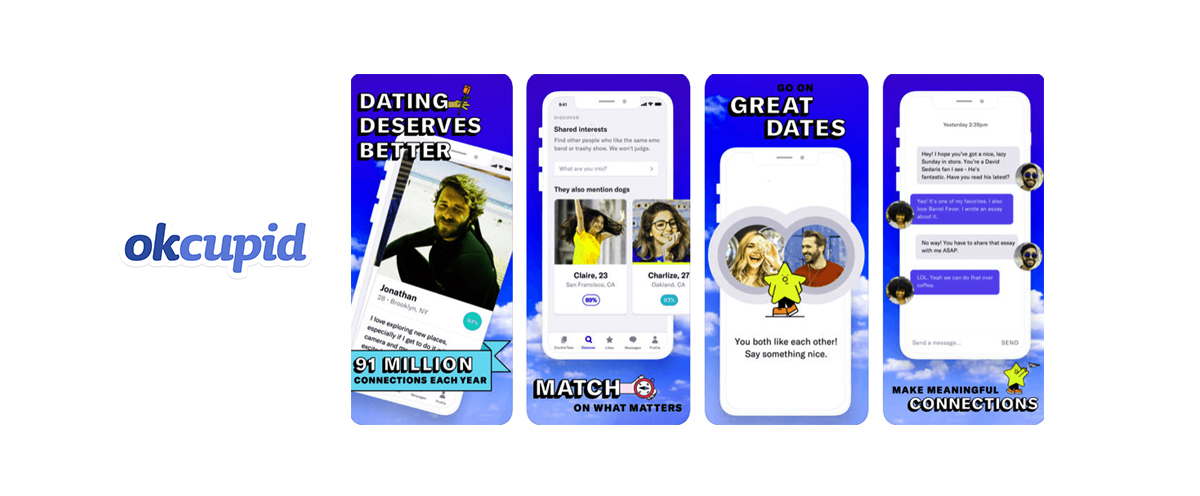 okcupid
DATING
DESERVES
BETTER
Jonathan
28 • Brooklyn, NY
I love exploring new places,
especially if I get to do it
camera and my
91 MILLION
CONNECTIONS EACH YEAR
Messages
Profile
9:41
DISCOVER
Shared interests
Find other people who like the same emo
band or trashy show. We won't judge.
What are you into?
They also mention dogs
Claire, 23
San Francisco, CA
89%
Charlize, 27
Oakland, CA
93%
DoubleTake
Discover
Likes
Messages
Profile
MATCH
ON WHAT MATTERS
GO ON
GREAT
DATES
You both like each other!
Say something nice.
Yesterday 2:39pm
Hey! I hope you've got a nice, lazy
Sunday in store. You're a David
Sedaris fan I see - He's
fantastic. Have you read his latest?
Yes! It's one of my favorites. I also
love Barrel Fever. I wrote an essay
about it.
No way! You have to share that essay
with me ASAP.
LOL. Yeah we can do that over
coffee.
Send a message...
SEND
MAKE MEANINGFUL
CONNECTIONS